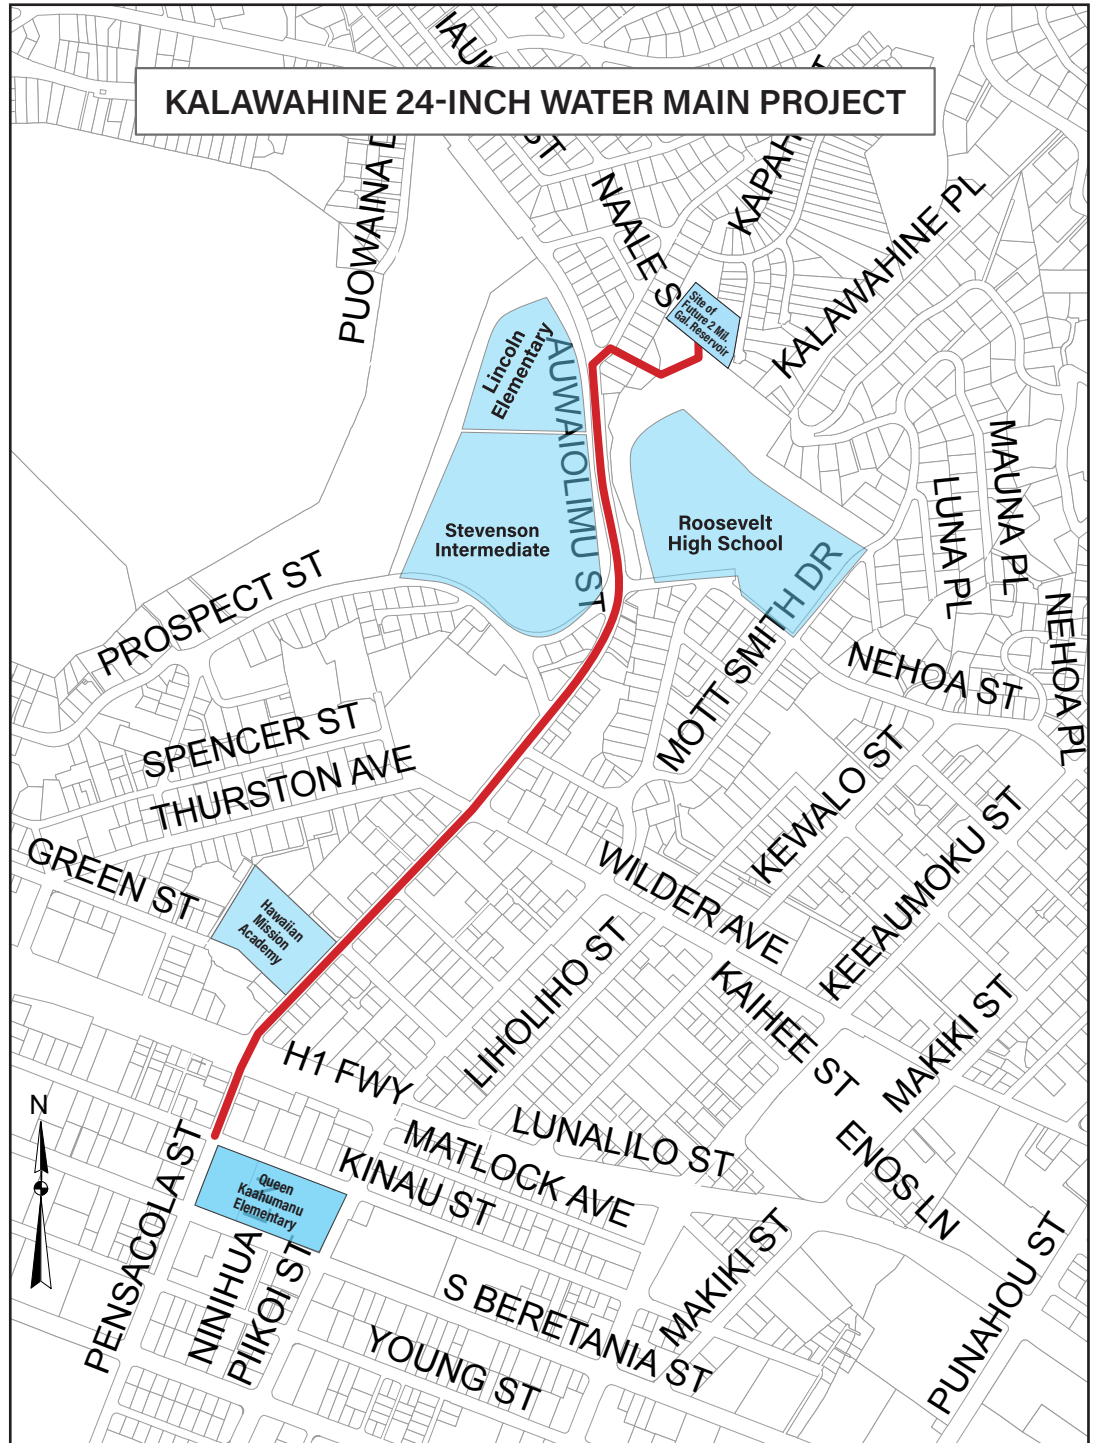 IAUK
ST
KALAWAHINE 24-INCH WATER MAIN PROJECT
PUOWAINA D
NAALE S
KAPAH
KALAWAHINE PL
Site of
Future 2 Mil.
Gal. Reservoir
Lincoln
Elementary
AUWAIOLIMU ST
Stevenson
Intermediate
Roosevelt
High School
MAUNA PL
LUNA PL
PROSPECT ST
MOTT SMITH DR
NEHOA ST
NEHOA PL
SPENCER ST
THURSTON AVE
KEWALO ST
KEEAUMOKU ST
GREEN ST
WILDER AVE
Hawaiian
Mission
Academy
LIHOLIHO ST
KAIHEE ST
MAKIKI ST
H1 FWY
LUNALILO ST
ENOS LN
MATLOCK AVE
KINAU ST
N
PENSACOLA ST
Queen
Kaahumanu
Elementary
NINIHUA
PIIKOI ST
S BERETANIA ST
MAKIKI ST
PUNAHOU ST
YOUNG ST